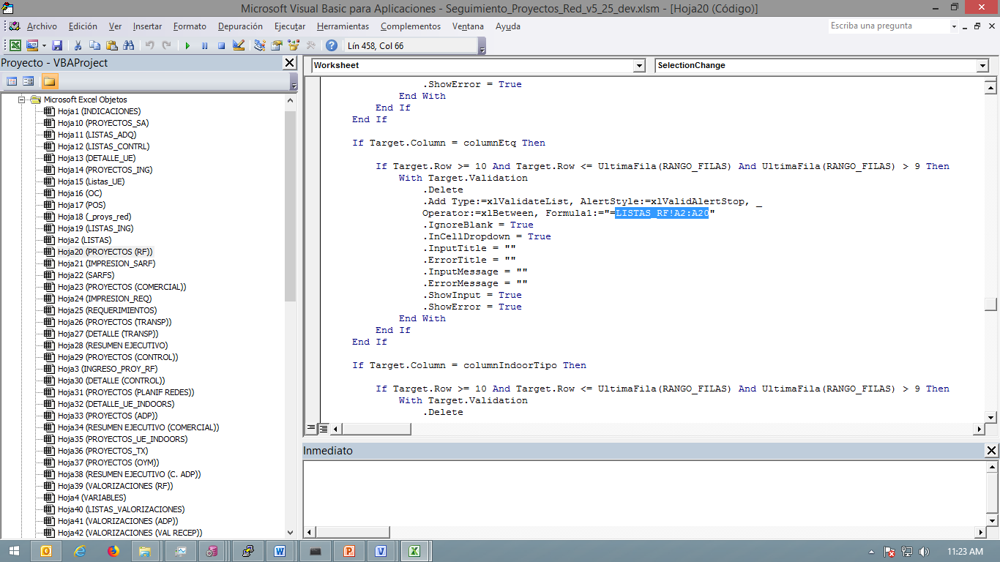 Microsoft Visual Basic para Aplicaciones - Seguimiento_Proyectos_Red_v5_25_dev.xlsm - [Hoja20 (Código)]
Archivo Edición Ver Insertar Formato Depuración Ejecutar Herramientas Complementos Ventana Ayuda
Escriba una pregunta
Lín 458, Col 66
Proyecto - VBAProject
Microsoft Excel Objetos
Hoja1 (INDICACIONES)
Hoja10 (PROYECTOS_SA)
Hoja11 (LISTAS_ADQ)
Hoja12 (LISTAS_CONTRL)
Hoja13 (DETALLE_UE)
Hoja14 (PROYECTOS_ING)
Hoja15 (Listas_UE)
Hoja16 (OC)
Hoja17 (POS)
Hoja18 (_proys_red)
Hoja19 (LISTAS_ING)
Hoja2 (LISTAS)
Hoja20 (PROYECTOS (RF))
Hoja21 (IMPRESION_SARF)
Hoja22 (SARFS)
Hoja23 (PROYECTOS (COMERCIAL))
Hoja24 (IMPRESION_REQ)
Hoja25 (REQUERIMIENTOS)
Hoja26 (PROYECTOS (TRANSP))
Hoja27 (DETALLE (TRANSP))
Hoja28 (RESUMEN EJECUTIVO)
Hoja29 (PROYECTOS (CONTROL))
Hoja3 (INGRESO_PROY_RF)
Hoja30 (DETALLE (CONTROL))
Hoja31 (PROYECTOS (PLANIF REDES))
Hoja32 (DETALLE_UE_INDOORS)
Hoja33 (PROYECTOS (ADP))
Hoja34 (RESUMEN EJECUTIVO (COMERCIAL))
Hoja35 (PROYECTOS_UE_INDOORS)
Hoja36 (PROYECTOS_TX)
Hoja37 (PROYECTOS (OYM))
Hoja38 (RESUMEN EJECUTIVO (C. ADP))
Hoja39 (VALORIZACIONES (RF))
Hoja4 (VARIABLES)
Hoja40 (LISTAS_VALORIZACIONES)
Hoja41 (VALORIZACIONES (ADP))
Hoja42 (VALORIZACIONES (VAL RECEP))
Worksheet
SelectionChange
.ShowError = True
End With
End If
End If
If Target.Column = columnEtq Then
If Target.Row >= 10 And Target.Row <= UltimaFila(RANGO_FILAS) And UltimaFila(RANGO_FILAS) > 9 Then
With Target.Validation
.Delete
.Add Type:=xlValidateList, AlertStyle:=xlValidAlertStop, _
Operator:=xlBetween, Formula1:="=LISTAS_RF!A2:A20"
.IgnoreBlank = True
.InCellDropdown = True
.InputTitle = ""
.ErrorTitle = ""
.InputMessage = ""
.ErrorMessage = ""
.ShowInput = True
.ShowError = True
End With
End If
End If
If Target.Column = columnIndoorTipo Then
If Target.Row >= 10 And Target.Row <= UltimaFila(RANGO_FILAS) And UltimaFila(RANGO_FILAS) > 9 Then
With Target.Validation
.Delete
Inmediato
11:23 AM